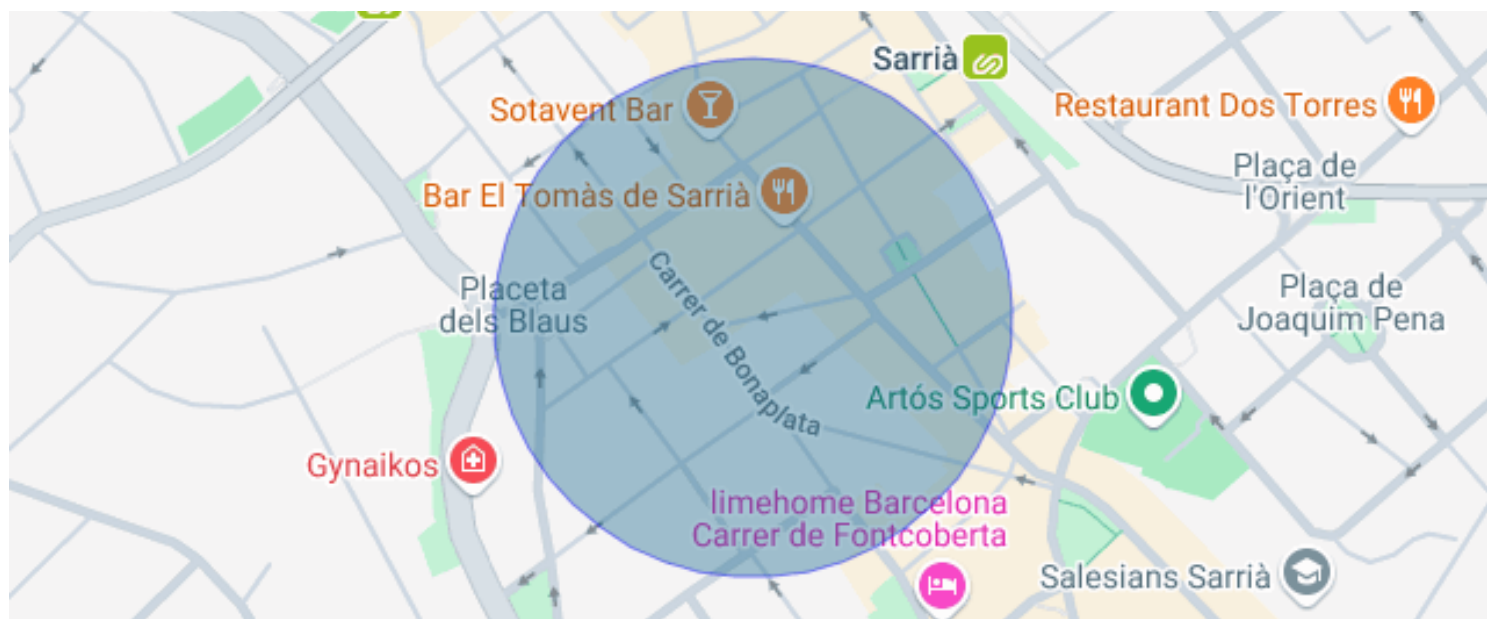 Sarrià
Sotavent Bar
Restaurant Dos Torres
Bar El Tomàs de Sarrià
Plaça de
l'Orient
Carrer de Bonaplata
Placeta
dels Blaus
Plaça de
Joaquim Pena
Artós Sports Club
Gynaikos
limehome Barcelona
Carrer de Fontcoberta
Salesians Sarrià